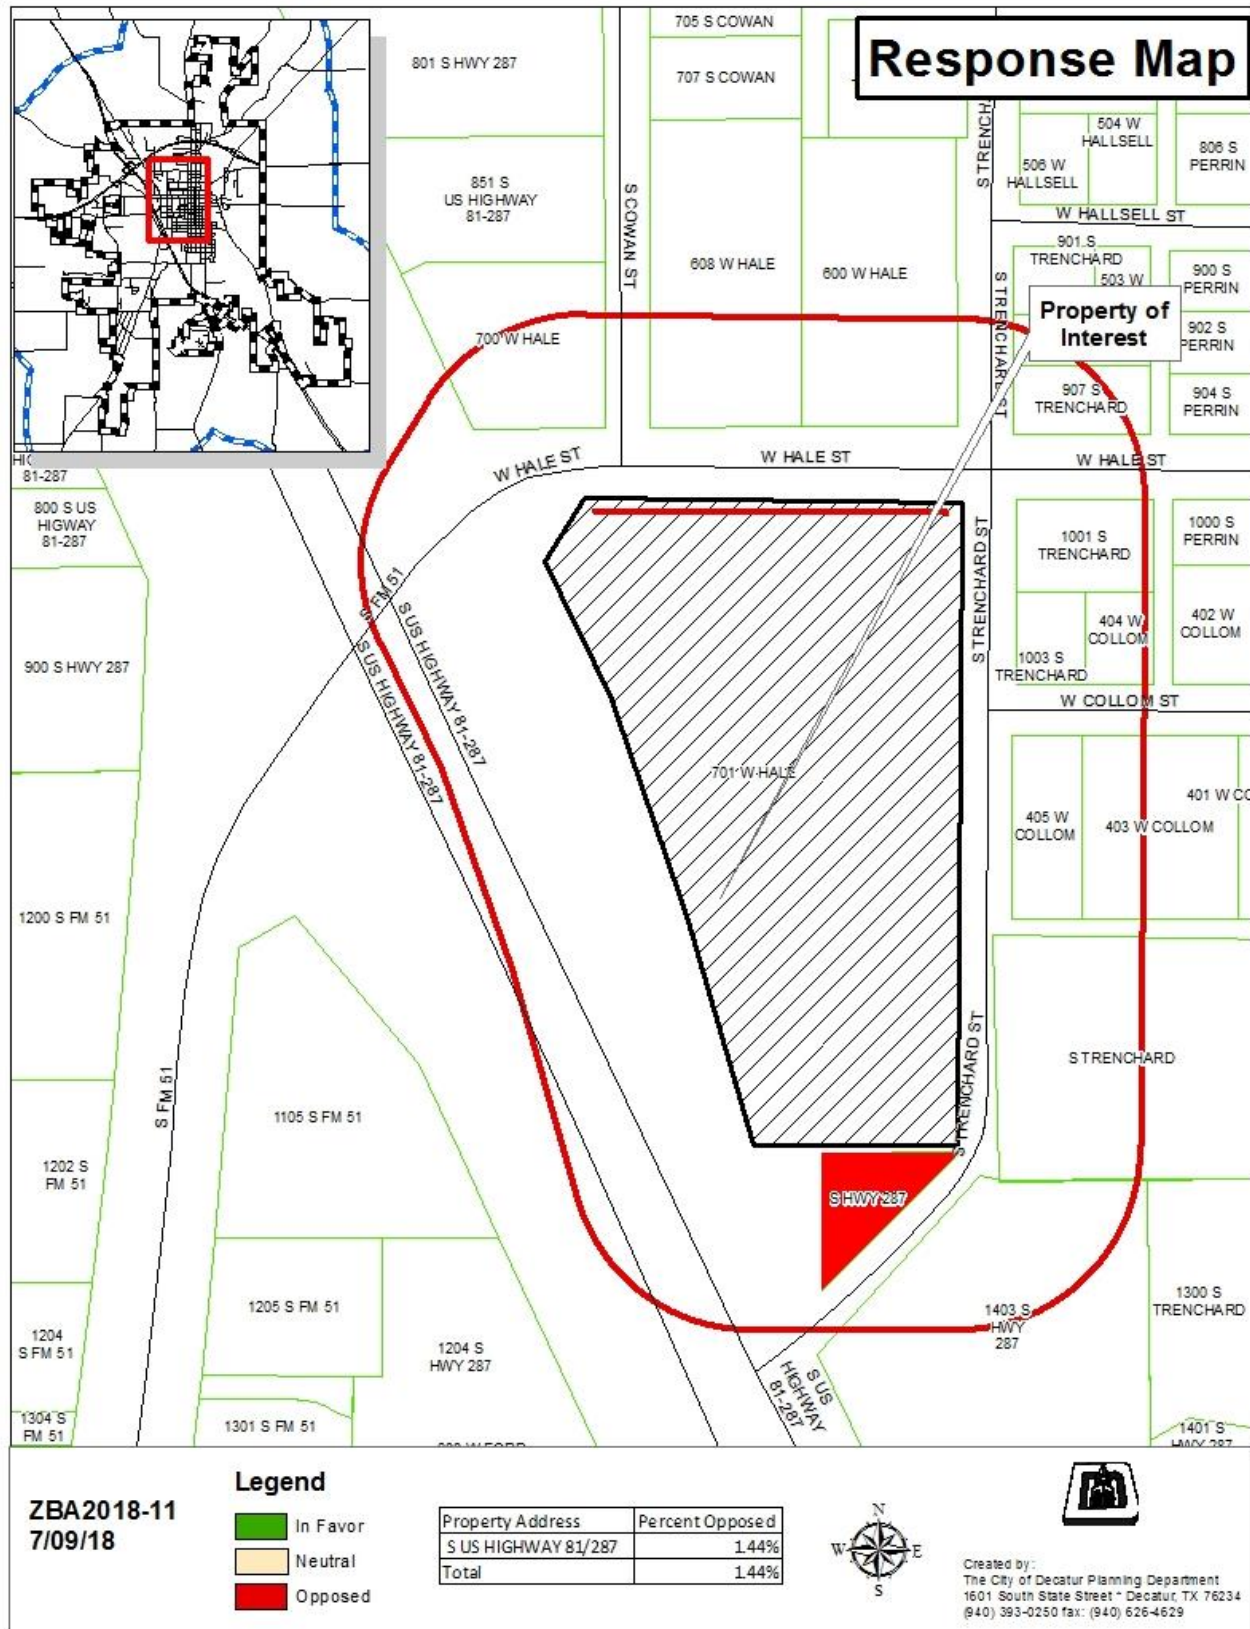 Response Map
705 S COWAN
801 S HWY 287
707 S COWAN
S TRENCH
504 W
HALLSELL
506 W
HALLSELL
806 S
PERRIN
851 S
US HIGHWAY
81-287
S COWAN ST
W HALLSELL ST
608 W HALE
600 W HALE
901 S
TRENCHARD
503 W
900 S
PERRIN
S TRENCHARD ST
Property of
Interest
902 S
PERRIN
700 W HALE
907 S
TRENCHARD
904 S
PERRIN
W HALE ST
W HALE ST
W HALE ST
81-287
800 S US
HIGWAY
81-287
1001 S
TRENCHARD
1000 S
PERRIN
S TRENCHARD ST
FM 51
S US HIGHWAY 81-287
S US HIGHWAY 81-287
404 W
COLLOM
402 W
COLLOM
900 S HWY 287
1003 S
TRENCHARD
W COLLOM ST
701 W HALE
401 W CO
405 W
COLLOM
403 W COLLOM
1200 S FM 51
S TRENCHARD
S TRENCHARD ST
S FM 51
1105 S FM 51
1202 S
FM 51
S HWY 287
1205 S FM 51
1300 S
TRENCHARD
1403 S
HWY
287
1204
S FM 51
1204 S
HWY 287
S US
HIGHWAY
81-287
1304 S
FM 51
1301 S FM 51
1401 S
HWY 287
ZBA2018-11
7/09/18
Legend
In Favor
Neutral
Opposed
Property Address Percent Opposed
S US HIGHWAY 81/287 1.44%
Total 1.44%
N
W E
S
Created by:
The City of Decatur Planning Department
1601 South State Street * Decatur, TX 76234
(940) 393-0250 fax: (940) 626-4629